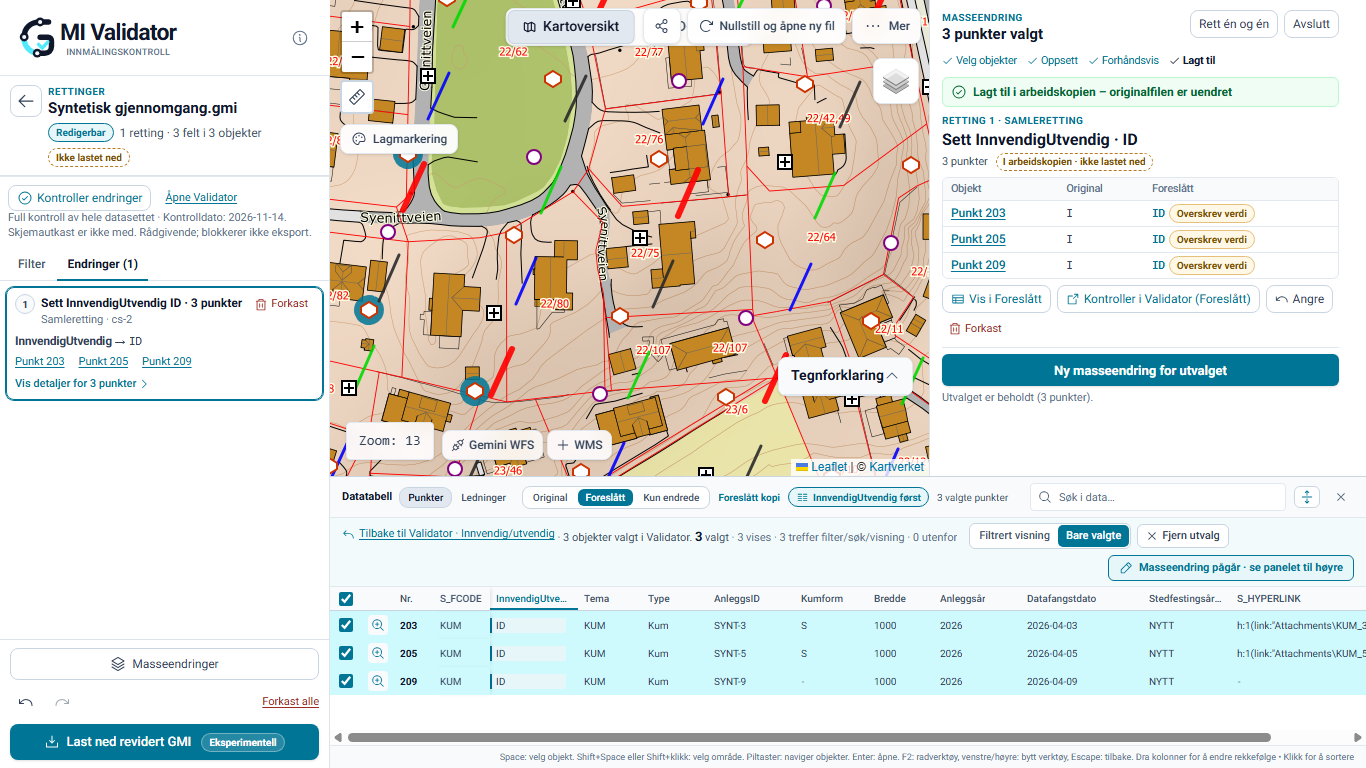 MI Validator
INNMÅLINGSKONTROLL
RETTINGER
Syntetisk gjennomgang.gmi
Redigerbar
1 retting · 3 felt i 3 objekter
Ikke lastet ned
Kontroller endringer
Åpne Validator
Full kontroll av hele datasettet · Kontrolldato: 2026-11-14.
Skjemautkast er ikke med. Rådgivende; blokkerer ikke eksport.
Filter
Endringer (1)
1
Sett InnvendigUtvendig ID · 3 punkter
Forkast
Samleretting · cs-2
InnvendigUtvendig → ID
Punkt 203
Punkt 205
Punkt 209
Vis detaljer for 3 punkter
Masseendringer
Forkast alle
Last ned revidert GMI
Eksperimentell
+
−
Kartoversikt
Nullstill og åpne ny fil
··· Mer
Lagmarkering
22/62
22/77
22/76
22/42,49
Syenittveien
Syenittveien
22/64
22/75
22/82
22/80
22/11
22/107
22/107
23/6
23/46
Tegnforklaring
Zoom: 13
Gemini WFS
WMS
Leaflet | © Kartverket
MASSEENDRING
3 punkter valgt
Rett én og én
Avslutt
Velg objekter
Oppsett
Forhåndsvis
Lagt til
Lagt til i arbeidskopien – originalfilen er uendret
RETTING 1 · SAMLERETTING
Sett InnvendigUtvendig · ID
3 punkter
I arbeidskopien · ikke lastet ned
Objekt Original Foreslått
Punkt 203 I ID Overskrev verdi
Punkt 205 I ID Overskrev verdi
Punkt 209 I ID Overskrev verdi
Vis i Foreslått
Kontroller i Validator (Foreslått)
Angre
Forkast
Ny masseendring for utvalget
Utvalget er beholdt (3 punkter).
Datatabell
Punkter
Ledninger
Original
Foreslått
Kun endrede
Foreslått kopi
InnvendigUtvendig først
3 valgte punkter
Søk i data…
Tilbake til Validator · Innvendig/utvendig
· 3 objekter valgt i Validator. 3 valgt · 3 vises · 3 treffer filter/søk/visning · 0 utenfor
Filtrert visning
Bare valgte
Fjern utvalg
Masseendring pågår · se panelet til høyre
Nr. S_FCODE InnvendigUtve… Tema Type AnleggsID Kumform Bredde Anleggsår Datafangstdato Stedfestingsår… S_HYPERLINK
203 KUM ID KUM Kum SYNT-3 S 1000 2026 2026-04-03 NYTT h:1(link:"Attachments\KUM_3
205 KUM ID KUM Kum SYNT-5 S 1000 2026 2026-04-05 NYTT h:1(link:"Attachments\KUM_5
209 KUM ID KUM Kum SYNT-9 - 1000 2026 2026-04-09 NYTT -
Space: velg objekt. Shift+Space eller Shift+klikk: velg område. Piltaster: naviger objekter. Enter: åpne. F2: radverktøy, venstre/høyre: bytt verktøy, Escape: tilbake. Dra kolonner for å endre rekkefølge • Klikk for å sortere